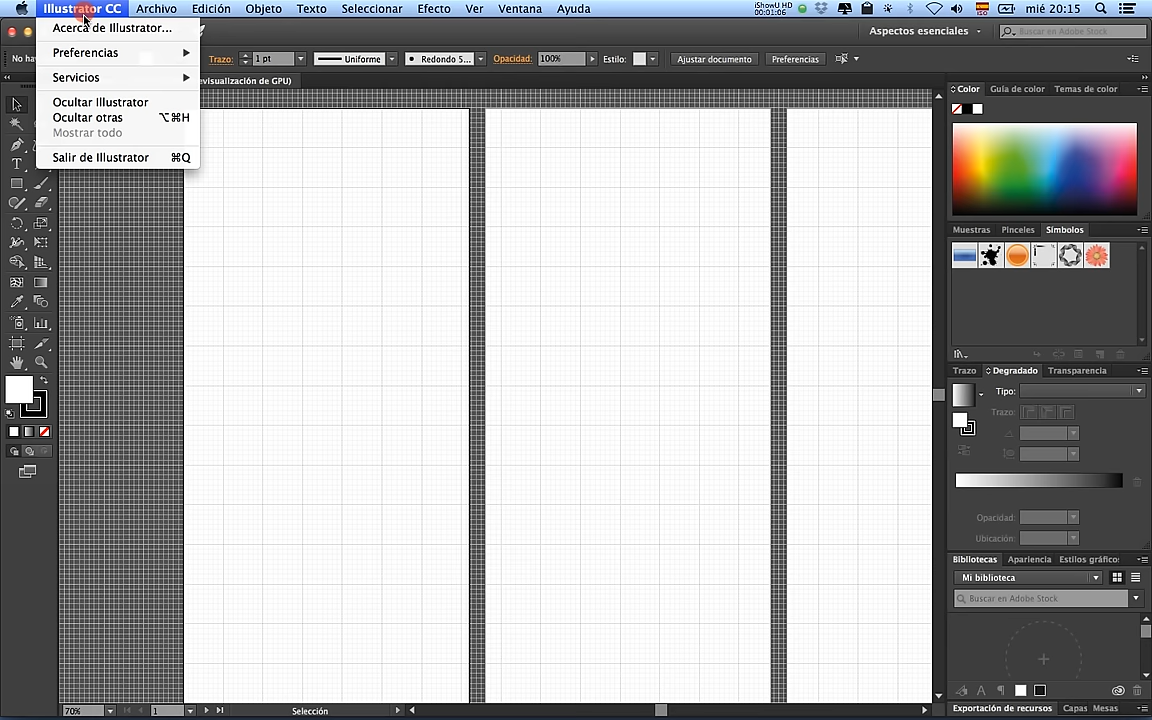 Illustrator CC Archivo Edición Objeto Texto Seleccionar Efecto Ver Ventana Ayuda iShowU HD 00:01:06 mié 20:15
Acerca de Illustrator...
Preferencias
Servicios
Ocultar Illustrator
Ocultar otras ⌥⌘H
Mostrar todo
Salir de Illustrator ⌘Q
Aspectos esenciales Buscar en Adobe Stock
No hay Trazo: 1 pt Uniforme Redondo 5... Opacidad: 100% Estilo: Ajustar documento Preferencias
evisualización de GPU)
Color Guía de color Temas de color
Muestras Pinceles Símbolos
Trazo Degradado Transparencia
Tipo:
Trazo:
Opacidad:
Ubicación:
Bibliotecas Apariencia Estilos gráfico
Mi biblioteca
Buscar en Adobe Stock
Exportación de recursos Capas Mesas
70% 1 Selección